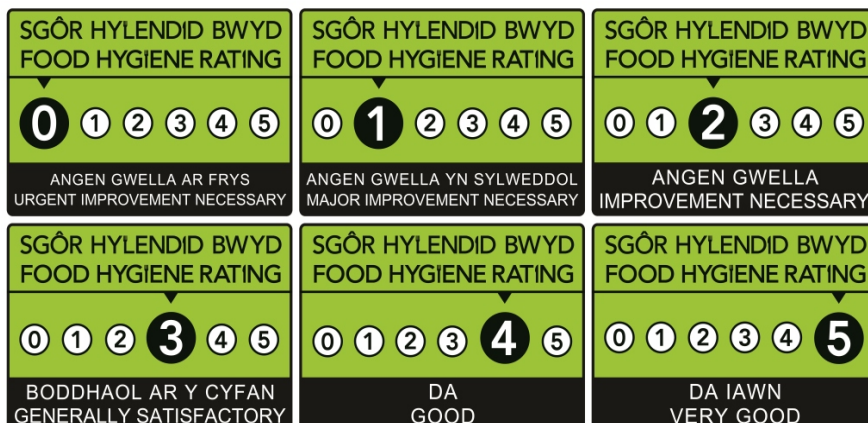 SGÔR HYLENDID BWYD
FOOD HYGIENE RATING
0 1 2 3 4 5
ANGEN GWELLA AR FRYS
URGENT IMPROVEMENT NECESSARY
SGÔR HYLENDID BWYD
FOOD HYGIENE RATING
0 1 2 3 4 5
ANGEN GWELLA YN SYLWEDDOL
MAJOR IMPROVEMENT NECESSARY
SGÔR HYLENDID BWYD
FOOD HYGIENE RATING
0 1 2 3 4 5
ANGEN GWELLA
IMPROVEMENT NECESSARY
SGÔR HYLENDID BWYD
FOOD HYGIENE RATING
0 1 2 3 4 5
BODDHAOL AR Y CYFAN
GENERALLY SATISFACTORY
SGÔR HYLENDID BWYD
FOOD HYGIENE RATING
0 1 2 3 4 5
DA
GOOD
SGÔR HYLENDID BWYD
FOOD HYGIENE RATING
0 1 2 3 4 5
DA IAWN
VERY GOOD